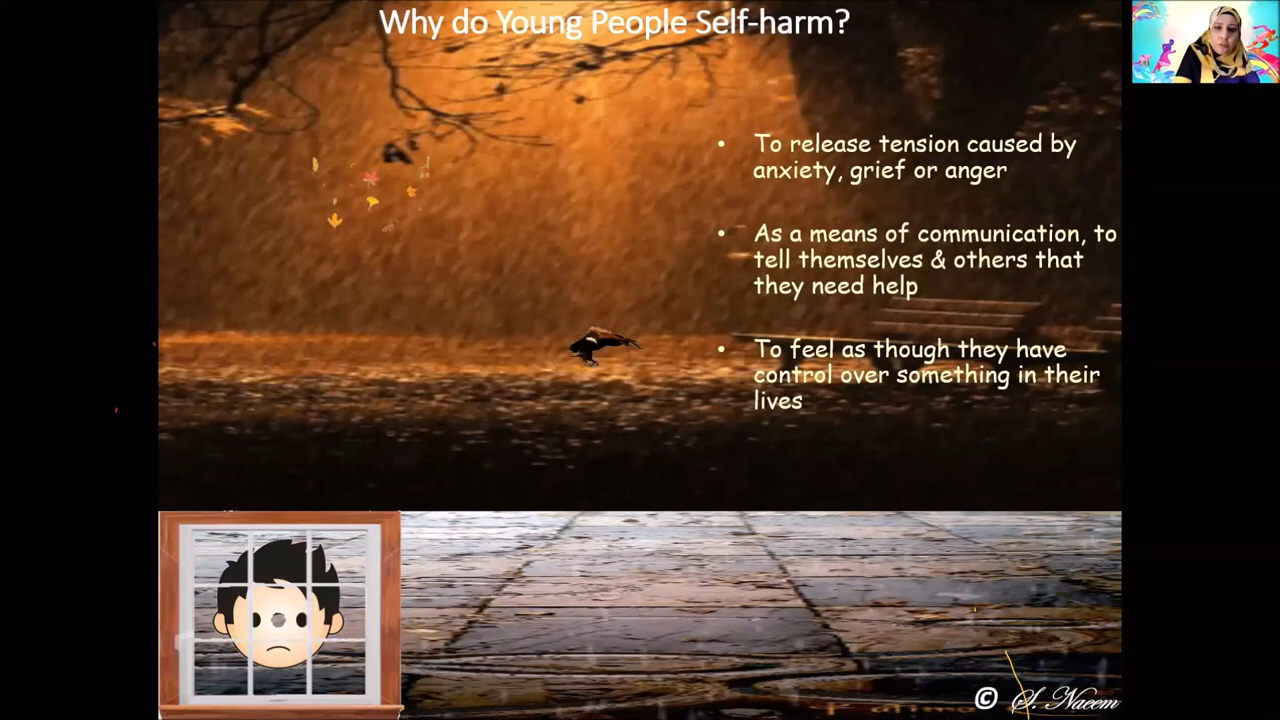 Why do Young People Self-harm?
• To release tension caused by
anxiety, grief or anger
• As a means of communication, to
tell themselves & others that
they need help
• To feel as though they have
control over something in their
lives
© S. Naeem